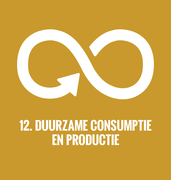 12. DUURZAME CONSUMPTIE
EN PRODUCTIE